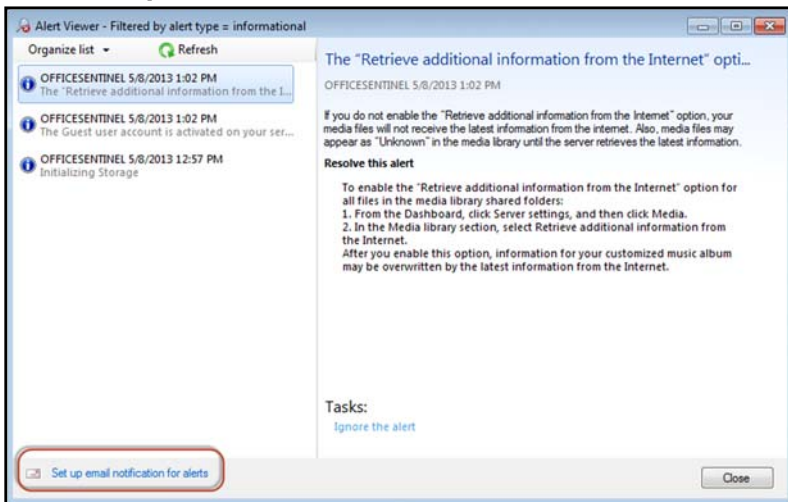 Alert Viewer - Filtered by alert type = informational
Organize list
Refresh
OFFICESENTINEL 5/8/2013 1:02 PM
The "Retrieve additional information from the I...
OFFICESENTINEL 5/8/2013 1:02 PM
The Guest user account is activated on your ser...
OFFICESENTINEL 5/8/2013 12:57 PM
Initializing Storage
The "Retrieve additional information from the Internet" opti...
OFFICESENTINEL 5/8/2013 1:02 PM
If you do not enable the "Retrieve additional information from the Internet" option, your
media files will not receive the latest information from the internet. Also, media files may
appear as "Unknown" in the media library until the server retrieves the latest information.
Resolve this alert
To enable the "Retrieve additional information from the Internet" option for
all files in the media library shared folders:
1. From the Dashboard, click Server settings, and then click Media.
2. In the Media library section, select Retrieve additional information from
the Internet.
After you enable this option, information for your customized music album
may be overwritten by the latest information from the Internet.
Tasks:
Ignore the alert
Set up email notification for alerts
Close